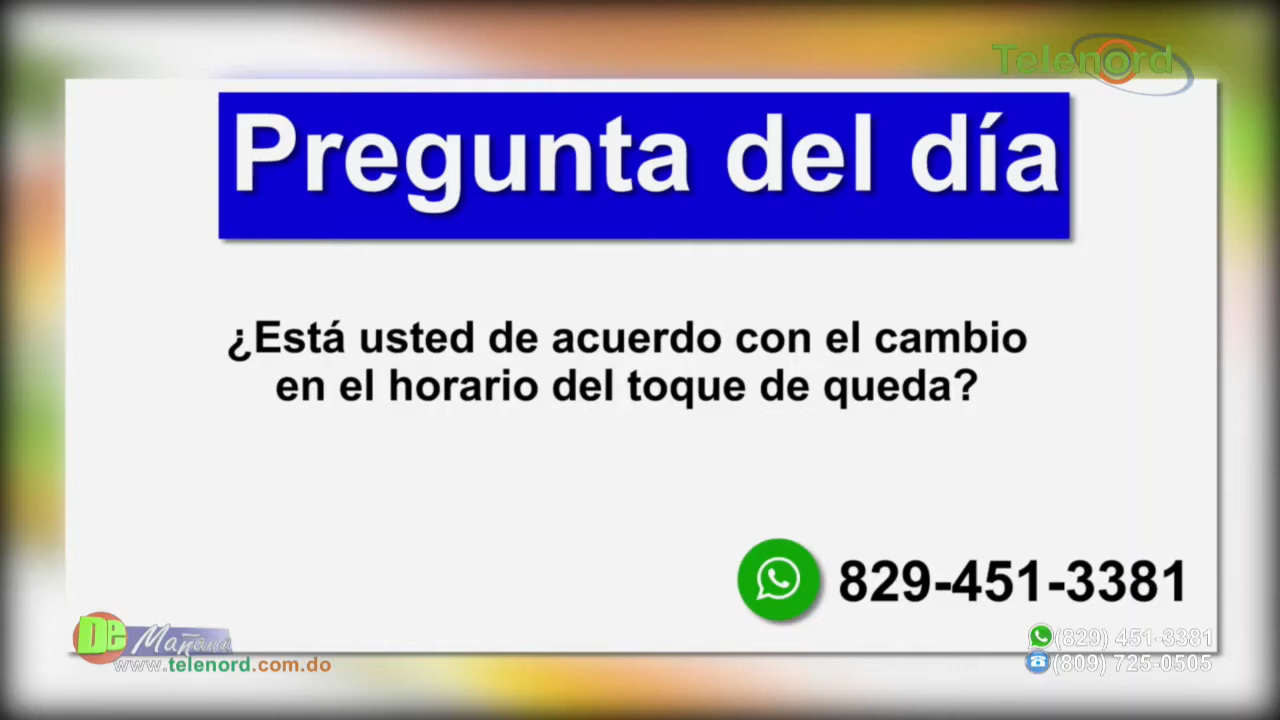 Telenord
Pregunta del día
¿Está usted de acuerdo con el cambio
en el horario del toque de queda?
829-451-3381
De Mañana
www.telenord.com.do
(829) 451-3381
(809) 725-0505